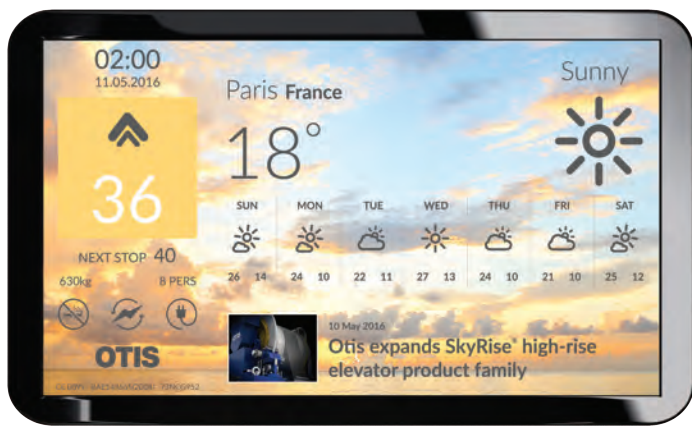 02:00
11.05.2016
36
NEXT STOP 40
630kg 8 PERS
OTIS
Paris France
Sunny
18°
SUN MON TUE WED THU FRI SAT
26 14 24 10 22 11 27 13 24 10 21 10 25 12
10 May 2016
Otis expands SkyRise® high-rise
elevator product family